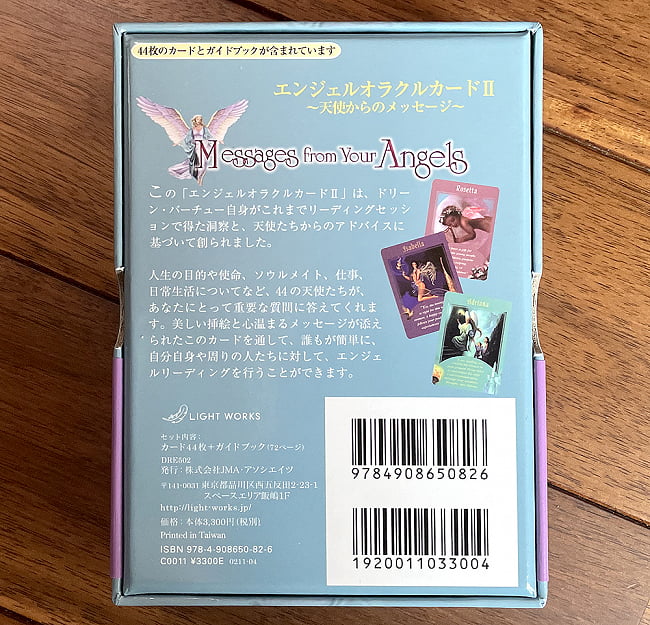 44枚のカードとガイドブックが含まれています
エンジェルオラクルカードⅡ
〜天使からのメッセージ〜
Messages from Your Angels
この「エンジェルオラクルカードⅡ」は、ドリー
ン・バーチュー自身がこれまでリーディングセッシ
ョンで得た洞察と、天使たちからのアドバイスに
基づいて創られました。
人生の目的や使命、ソウルメイト、仕事、
日常生活についてなど、44の天使たちが、
あなたにとって重要な質問に答えてくれま
す。美しい挿絵と心温まるメッセージが添え
られたこのカードを通して、誰もが簡単に、
自分自身や周りの人たちに対して、エンジェ
ルリーディングを行うことができます。
Rosetta
Isabella
Adriana
LIGHT WORKS
セット内容:
カード44枚+ガイドブック(72ページ)
DRE502
発行:株式会社JMA・アソシエイツ
〒141-0031 東京都品川区西五反田2-23-1
スペースエリア飯嶋1F
http://light-works.jp/
価格:本体3,300円(税別)
Printed in Taiwan
ISBN 978-4-908650-82-6
C0011 ¥3300E 0211-04
9784908650826
1920011033004